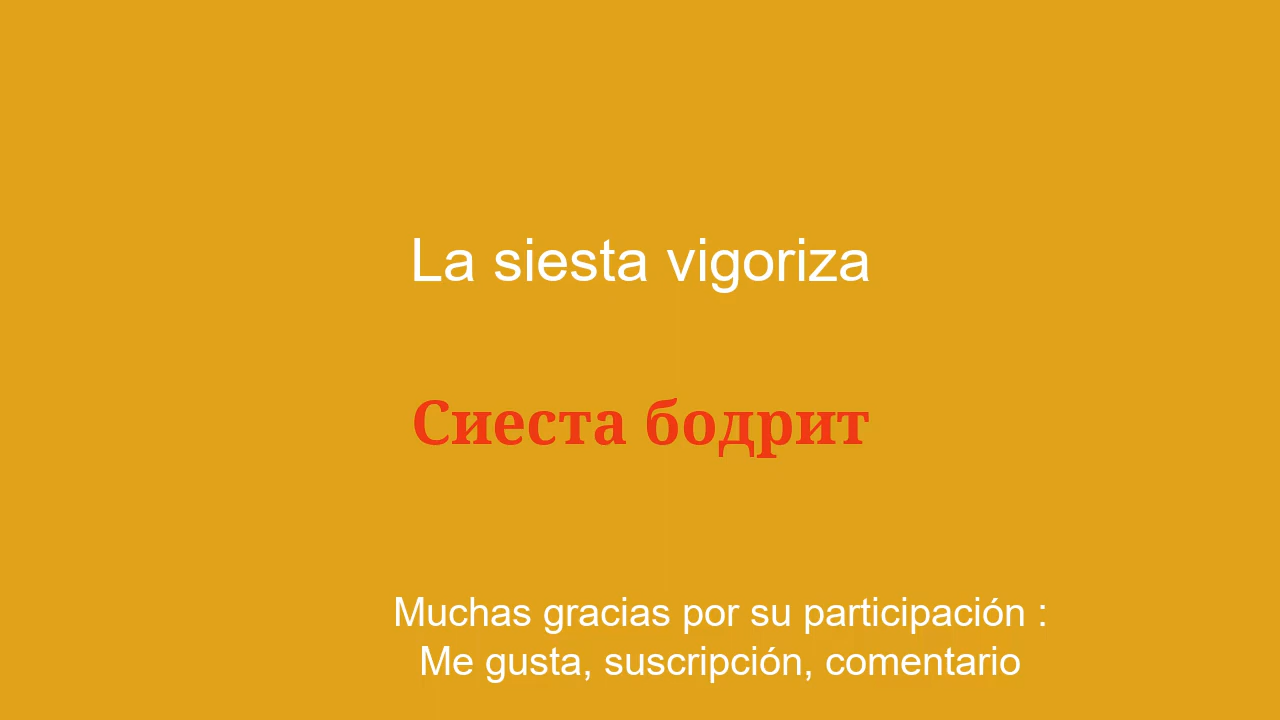 La siesta vigoriza
Сиеста бодрит
Muchas gracias por su participación :
Me gusta, suscripción, comentario